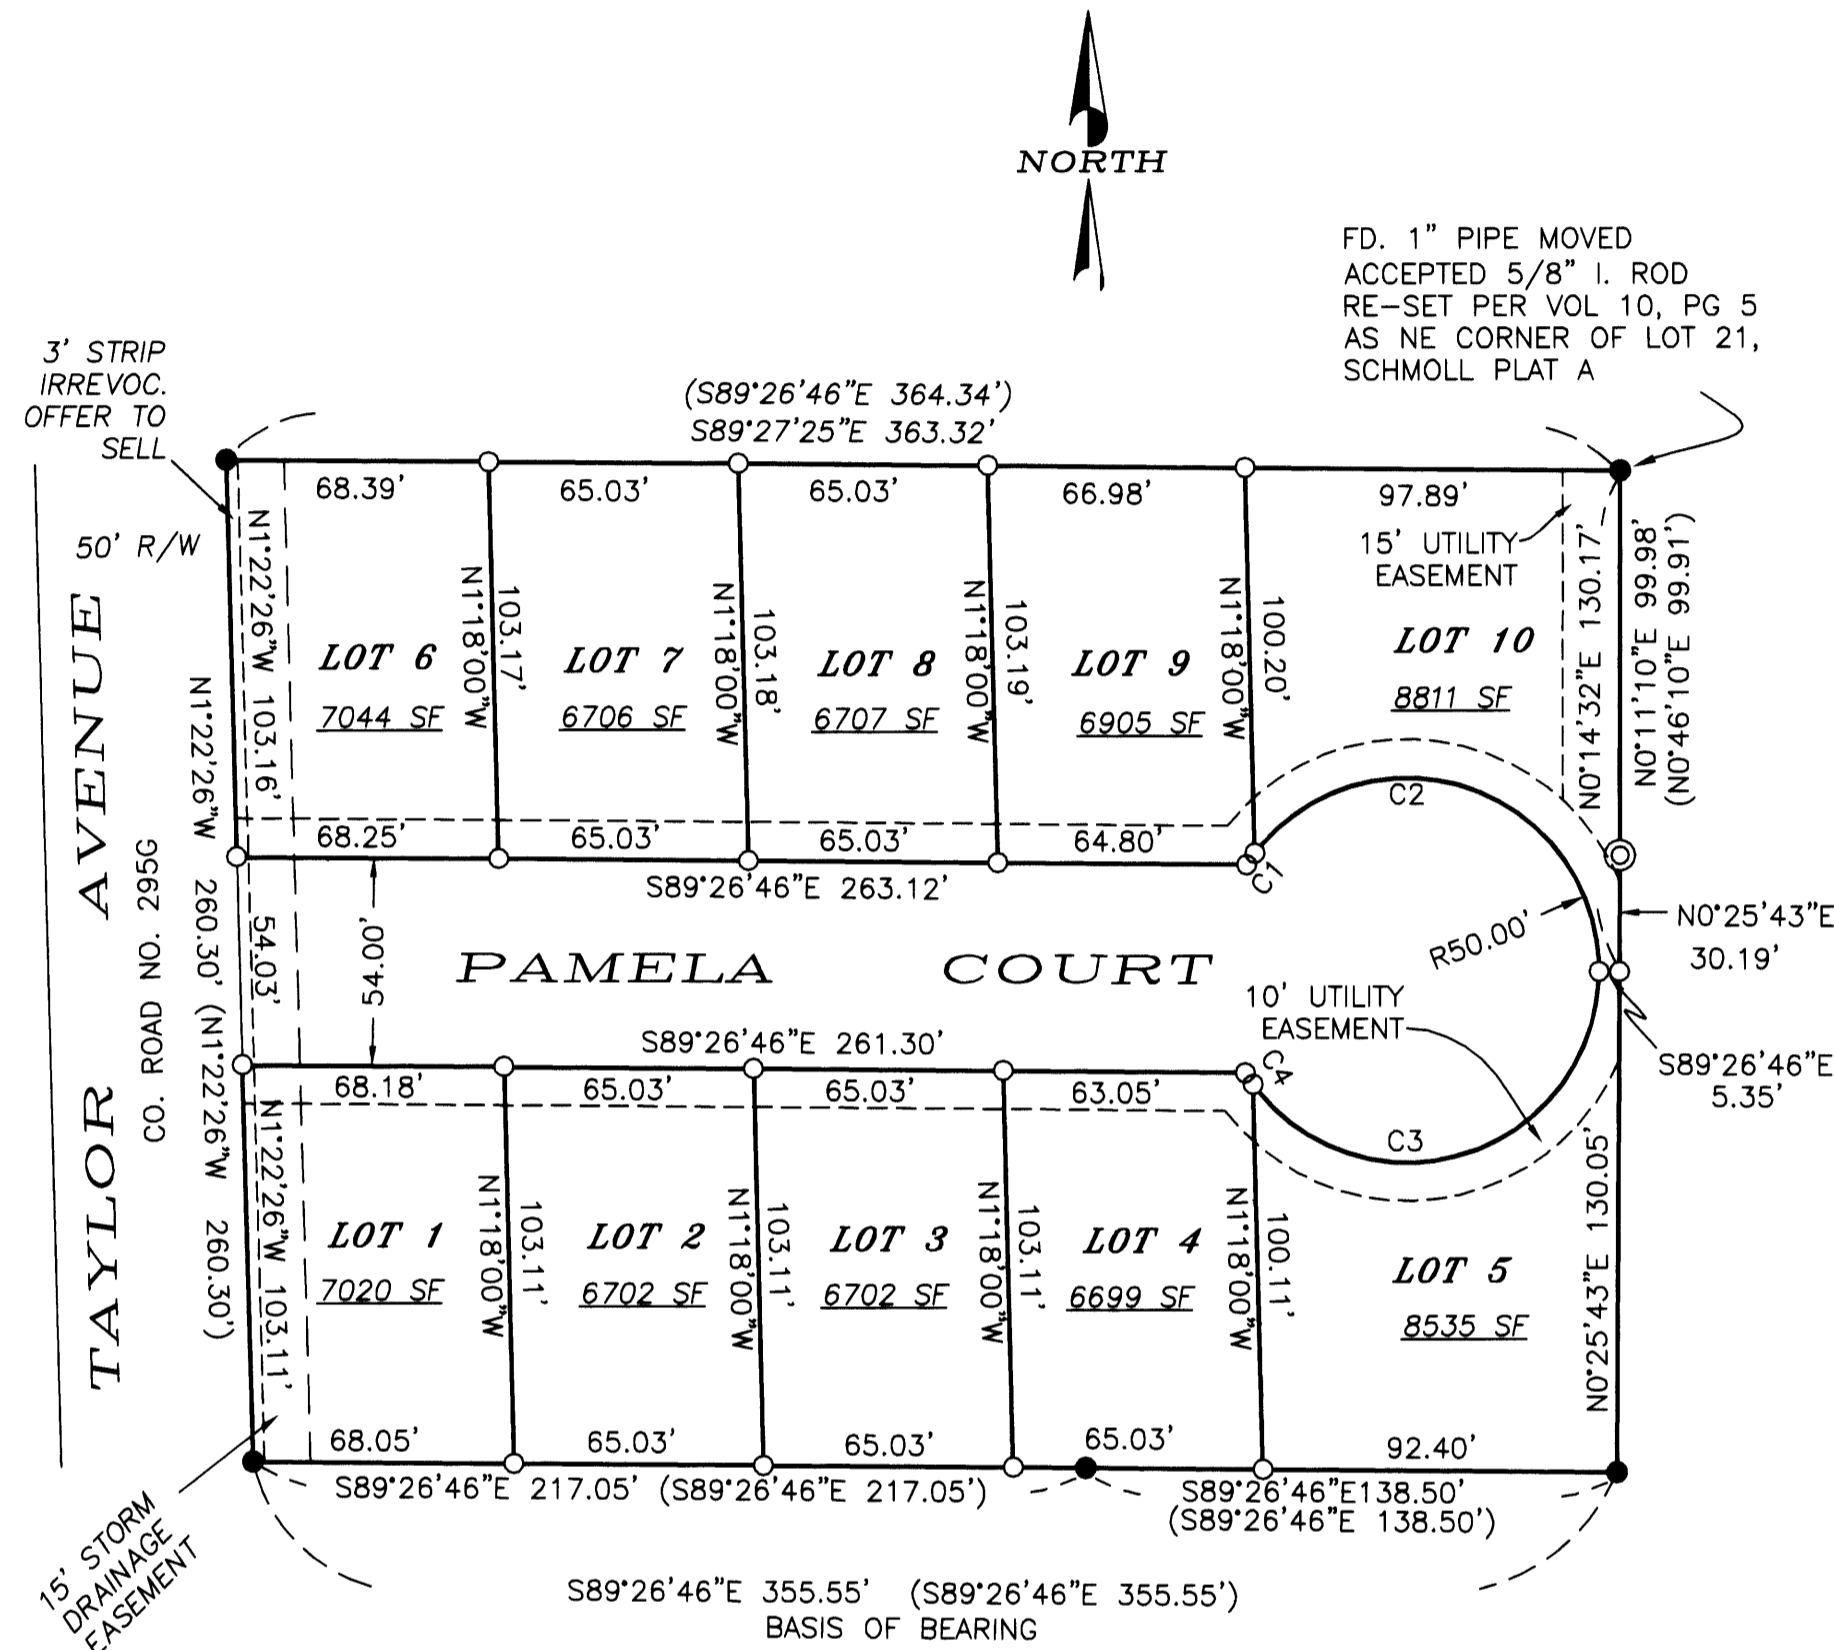 NORTH
FD. 1" PIPE MOVED
ACCEPTED 5/8" I. ROD
RE-SET PER VOL 10, PG 5
AS NE CORNER OF LOT 21,
SCHMOLL PLAT A
3' STRIP
IRREVOC.
OFFER TO
SELL
(S89°26'46"E 364.34')
S89°27'25"E 363.32'
68.39'
65.03'
65.03'
66.98'
97.89'
50' R/W
15' UTILITY
EASEMENT
N1°22'26"W 103.16'
N1°18'00"W
103.17'
N1°18'00"W
103.18'
N1°18'00"W
103.19'
N1°18'00"W
100.20'
N0°14'32"E 130.17'
N0°11'10"E 99.98'
(N0°46'10"E 99.91')
LOT 6
7044 SF
LOT 7
6706 SF
LOT 8
6707 SF
LOT 9
6905 SF
LOT 10
8811 SF
C2
68.25'
65.03'
65.03'
64.80'
C1
S89°26'46"E 263.12'
TAYLOR AVENUE
CO. ROAD NO. 295G
N1°22'26"W 260.30' (N1°22'26"W 260.30')
54.03'
54.00'
PAMELA COURT
R50.00'
N0°25'43"E
30.19'
10' UTILITY
EASEMENT
S89°26'46"E
5.35'
S89°26'46"E 261.30'
C4
68.18'
65.03'
65.03'
63.05'
C3
N1°22'26"W 103.11'
N1°18'00"W
103.11'
N1°18'00"W
103.11'
N1°18'00"W
103.11'
N1°18'00"W
100.11'
N0°25'43"E 130.05'
LOT 1
7020 SF
LOT 2
6702 SF
LOT 3
6702 SF
LOT 4
6699 SF
LOT 5
8535 SF
68.05'
65.03'
65.03'
65.03'
92.40'
S89°26'46"E 217.05' (S89°26'46"E 217.05')
S89°26'46"E138.50'
(S89°26'46"E 138.50')
15' STORM
DRAINAGE
EASEMENT
S89°26'46"E 355.55' (S89°26'46"E 355.55')
BASIS OF BEARING